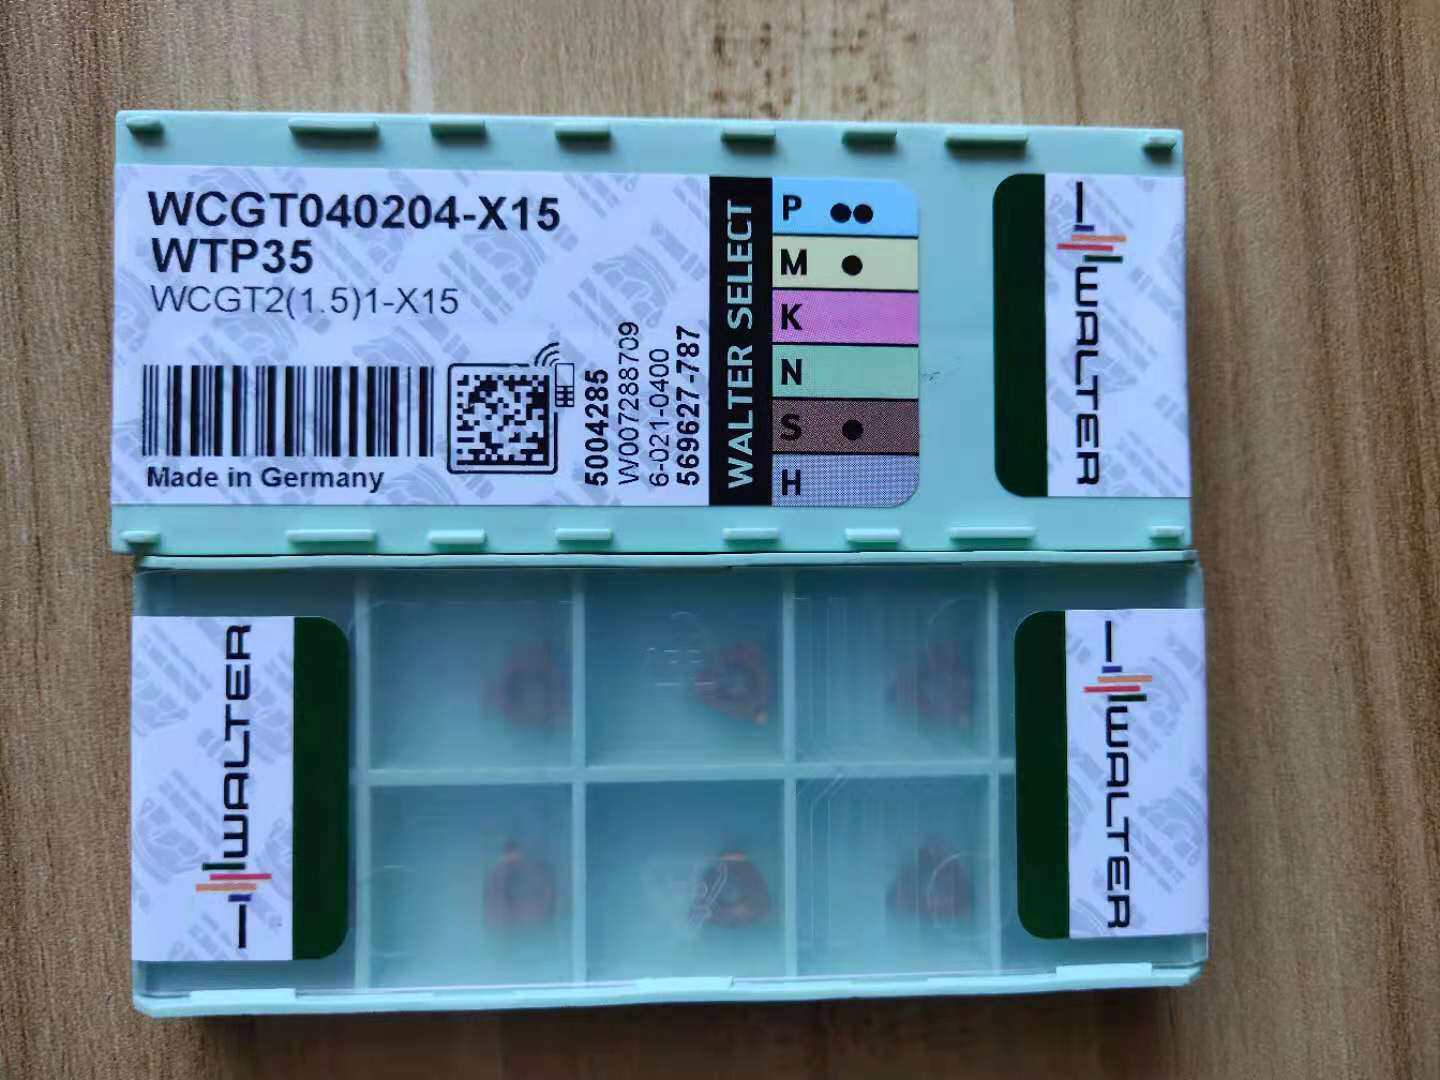 WCGT040204-X15
WTP35
WCGT2(1.5)1-X15
Made in Germany
5004285
W007288709
6-021-0400
569627-787
WALTER SELECT
P
M
K
N
S
H
WALTER
WALTER
WALTER